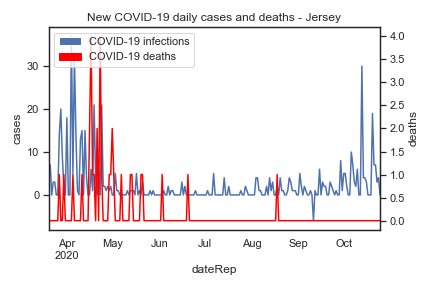 New COVID-19 daily cases and deaths - Jersey
COVID-19 infections
COVID-19 deaths
cases
30
20
10
0
deaths
4.0
3.5
3.0
2.5
2.0
1.5
1.0
0.5
0.0
Apr May Jun Jul Aug Sep Oct
2020
dateRep